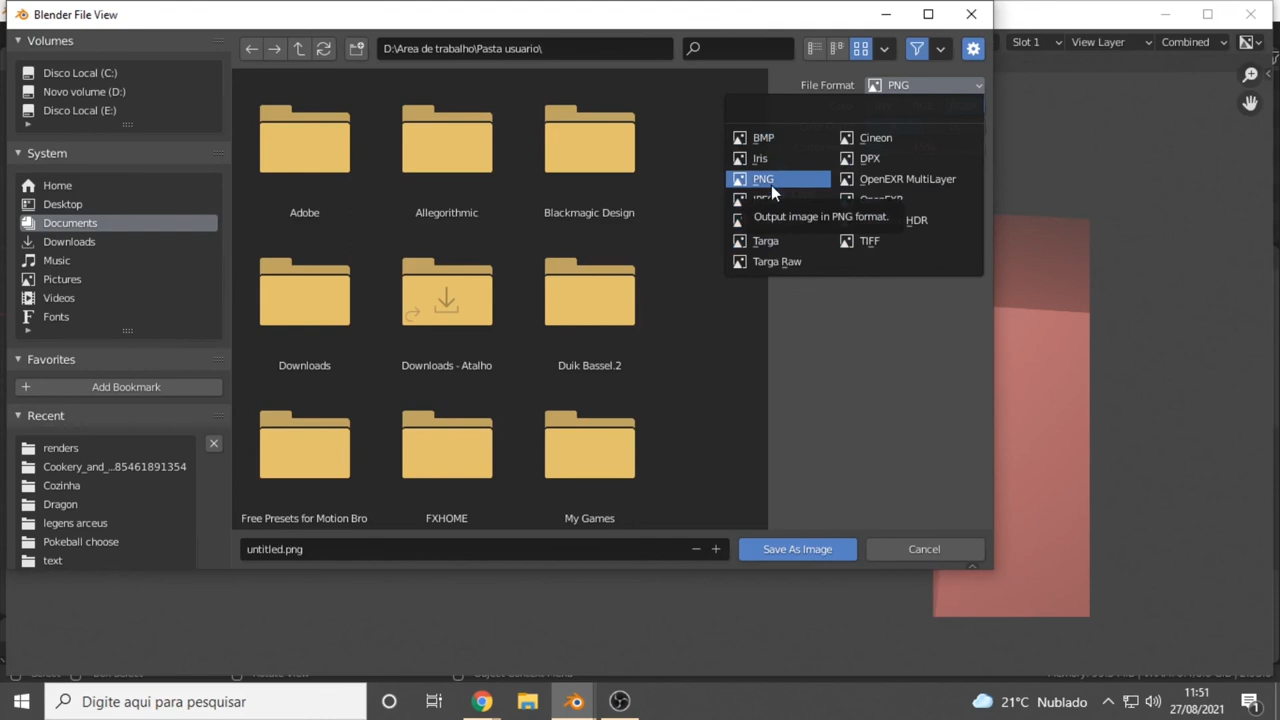 Blender File View
Volumes
Disco Local (C:)
Novo volume (D:)
Disco Local (E:)
System
Home
Desktop
Documents
Downloads
Music
Pictures
Videos
Fonts
Favorites
Add Bookmark
Recent
renders
Cookery_and_...85461891354
Cozinha
Dragon
legens arceus
Pokeball choose
text
D:\Area de trabalho\Pasta usuario\
Adobe
Allegorithmic
Blackmagic Design
Downloads
Downloads - Atalho
Duik Bassel.2
Free Presets for Motion Bro
FXHOME
My Games
untitled.png
Save As Image
Cancel
File Format
PNG
BMP
Cineon
Iris
DPX
PNG
OpenEXR MultiLayer
OpenEXR
Output image in PNG format.
HDR
Targa
TIFF
Targa Raw
Slot 1
View Layer
Combined
Digite aqui para pesquisar
21°C Nublado
11:51
27/08/2021